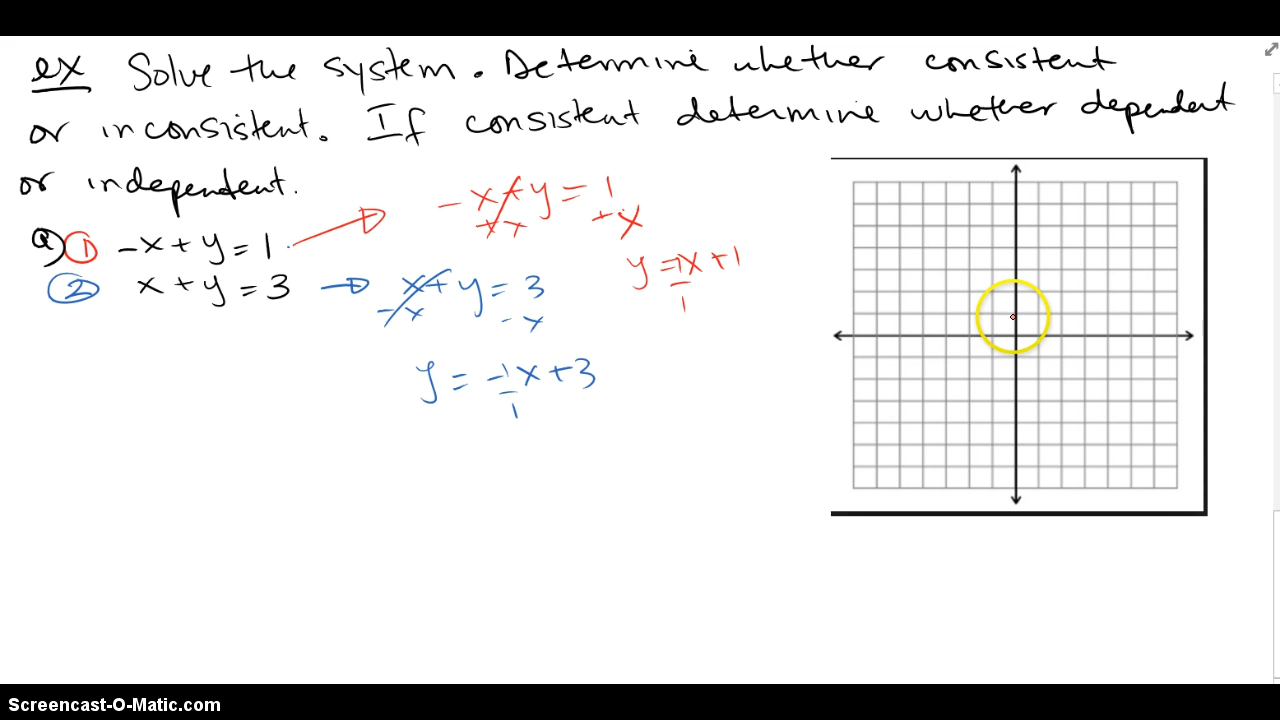 ex Solve the system. Determine whether consistent
or inconsistent. If consistent determine whether dependent
or independent.
a) ① -x + y = 1
② x + y = 3
-x + y = 1
+x +x
y = 1x + 1
1
x + y = 3
-x -x
y = -1x + 3
1
Screencast-O-Matic.com